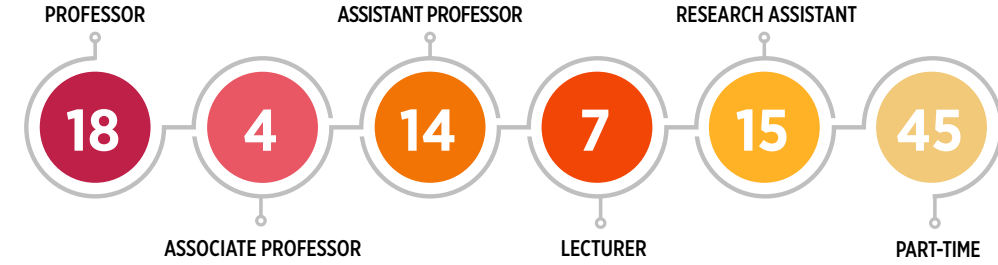 PROFESSOR
ASSISTANT PROFESSOR
RESEARCH ASSISTANT
18
4
14
7
15
45
ASSOCIATE PROFESSOR
LECTURER
PART-TIME